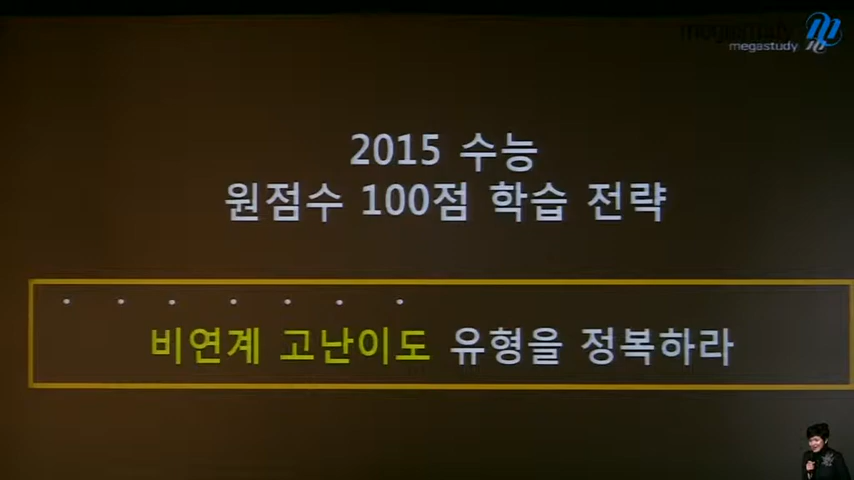 megastudy
megastudy
2015 수능
원점수 100점 학습 전략
비연계 고난이도 유형을 정복하라